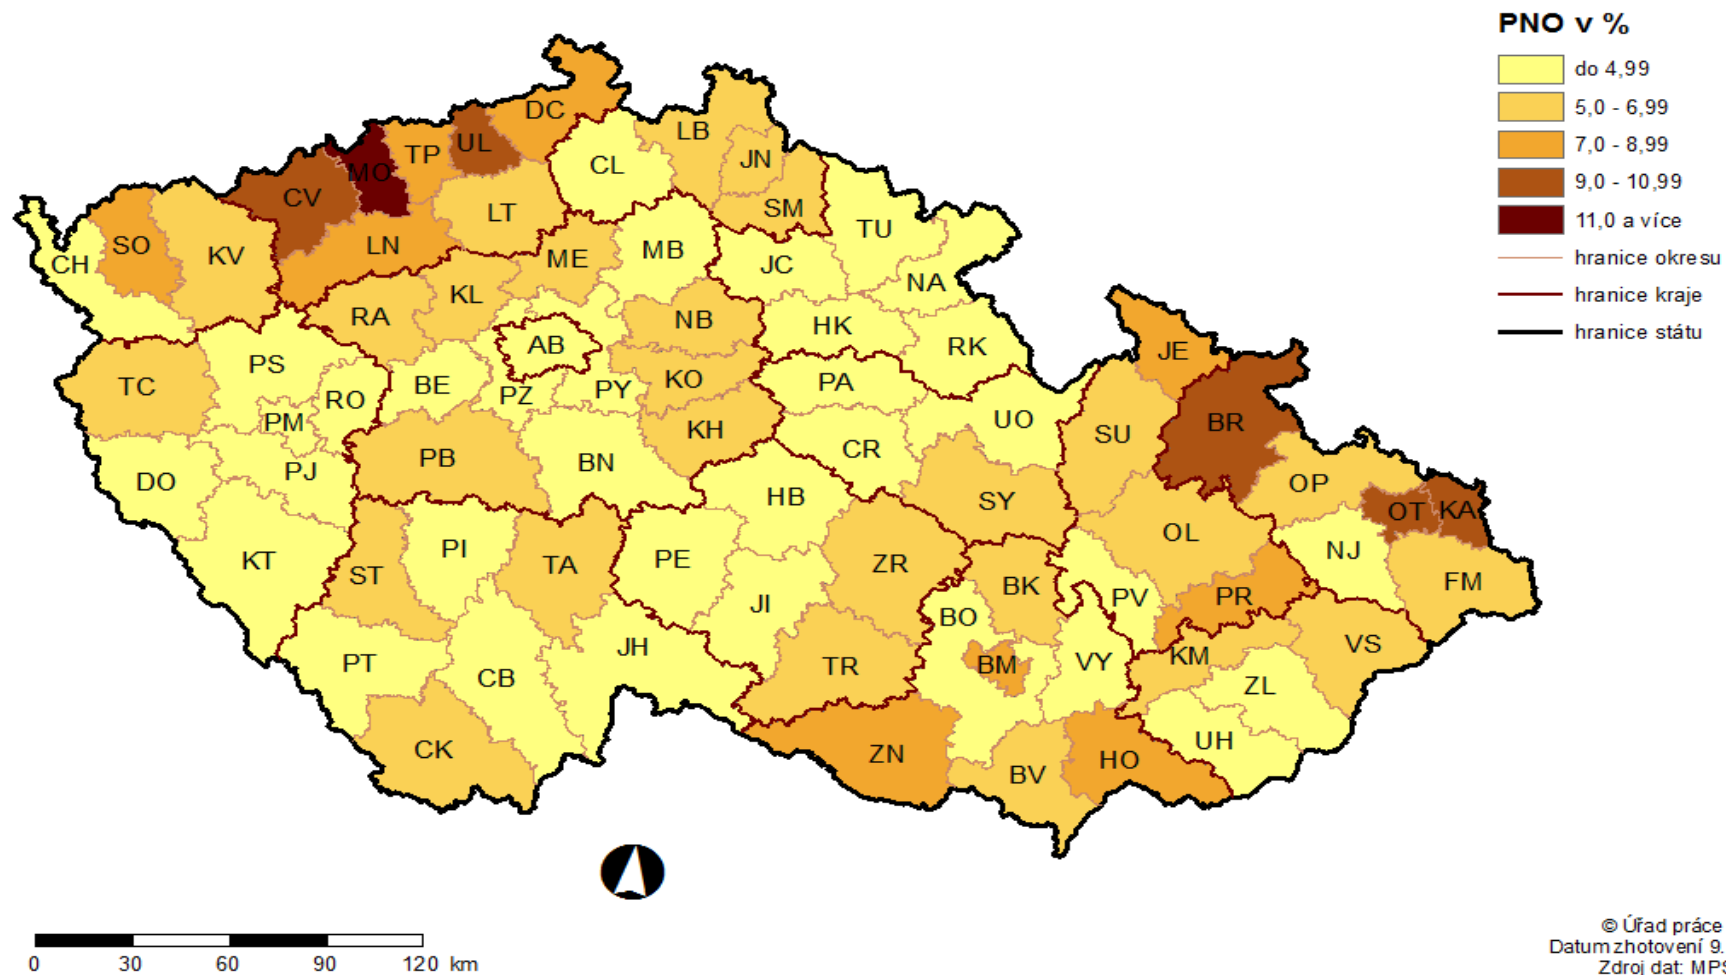 PNO v %
do 4,99
5,0 - 6,99
7,0 - 8,99
9,0 - 10,99
11,0 a více
hranice okresu
hranice kraje
hranice státu
DC
LB
UL
TP
JN
CL
MO
CV
LT
SM
TU
SO
LN
MB
KV
ME
JC
CH
NA
KL
RA
NB
HK
AB
RK
JE
PS
KO
PA
TC
BE
PY
RO
PZ
PM
UO
BR
KH
SU
CR
PB
BN
PJ
DO
OP
HB
SY
OT
KA
OL
PI
NJ
KT
PE
TA
ZR
ST
FM
BK
PR
PV
JI
BO
VS
JH
KM
PT
TR
BM
VY
CB
ZL
UH
CK
ZN
HO
BV
0 30 60 90 120 km
© Úřad práce
Datum zhotovení 9.
Zdroj dat: